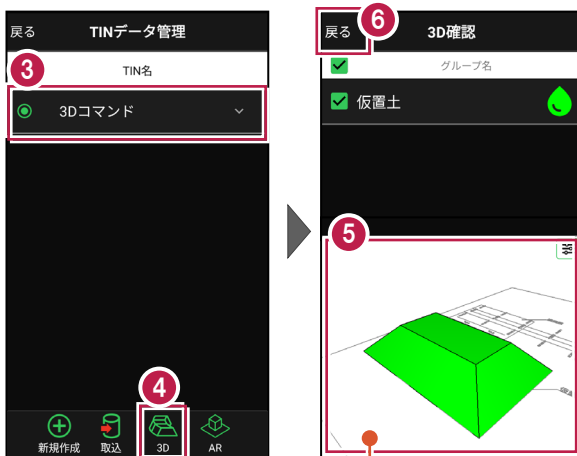 戻る
TINデータ管理
3
TIN名
3Dコマンド
4
新規作成
取込
3D
AR
6
戻る
3D確認
グループ名
仮置土
5